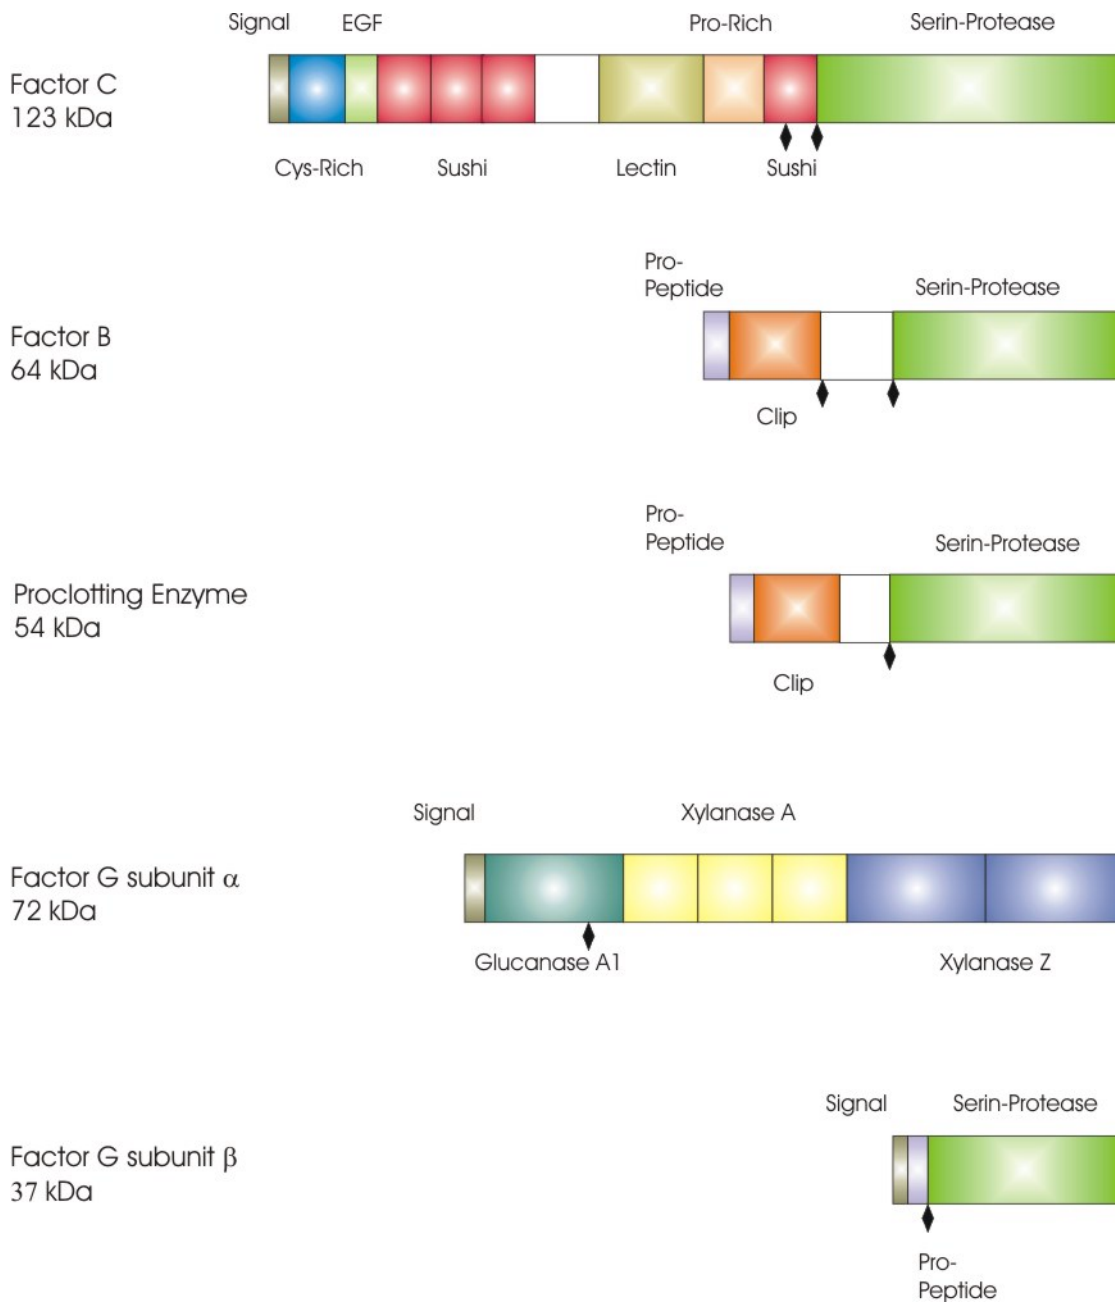 Signal EGF Pro-Rich Serin-Protease
Factor C
123 kDa
Cys-Rich Sushi Lectin Sushi
Pro-
Peptide Serin-Protease
Factor B
64 kDa
Clip
Pro-
Peptide Serin-Protease
Proclotting Enzyme
54 kDa
Clip
Signal Xylanase A
Factor G subunit α
72 kDa
Glucanase A1 Xylanase Z
Signal Serin-Protease
Factor G subunit β
37 kDa
Pro-
Peptide